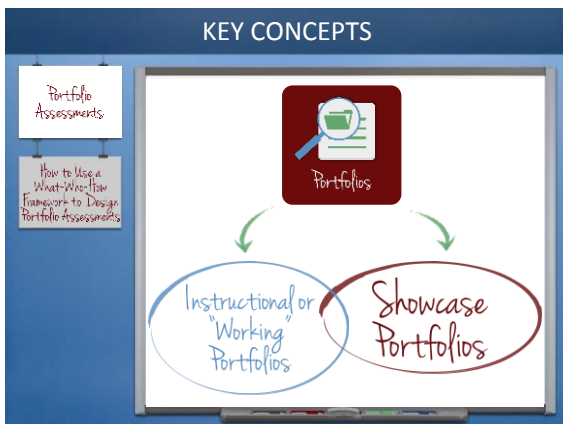 KEY CONCEPTS
Portfolio
Assessments
How to Use a
What-Who-How
Framework to Design
Portfolio Assessments
Portfolios
Instructional or
"Working"
Portfolios
Showcase
Portfolios